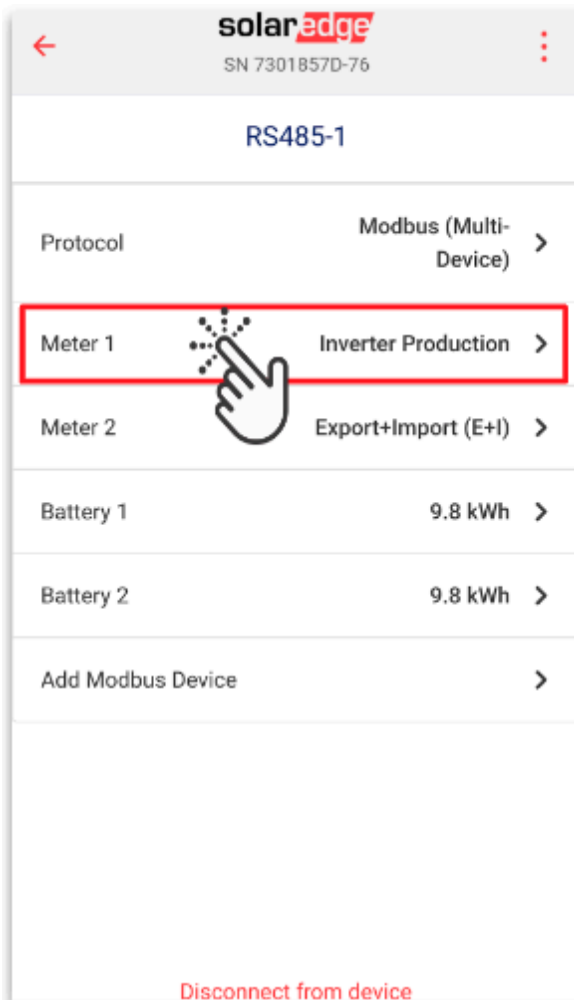 solaredge
SN 7301857D-76
RS485-1
Protocol
Modbus (Multi-
Device)
Meter 1 Inverter Production
Meter 2 Export+Import (E+I)
Battery 1 9.8 kWh
Battery 2 9.8 kWh
Add Modbus Device
Disconnect from device